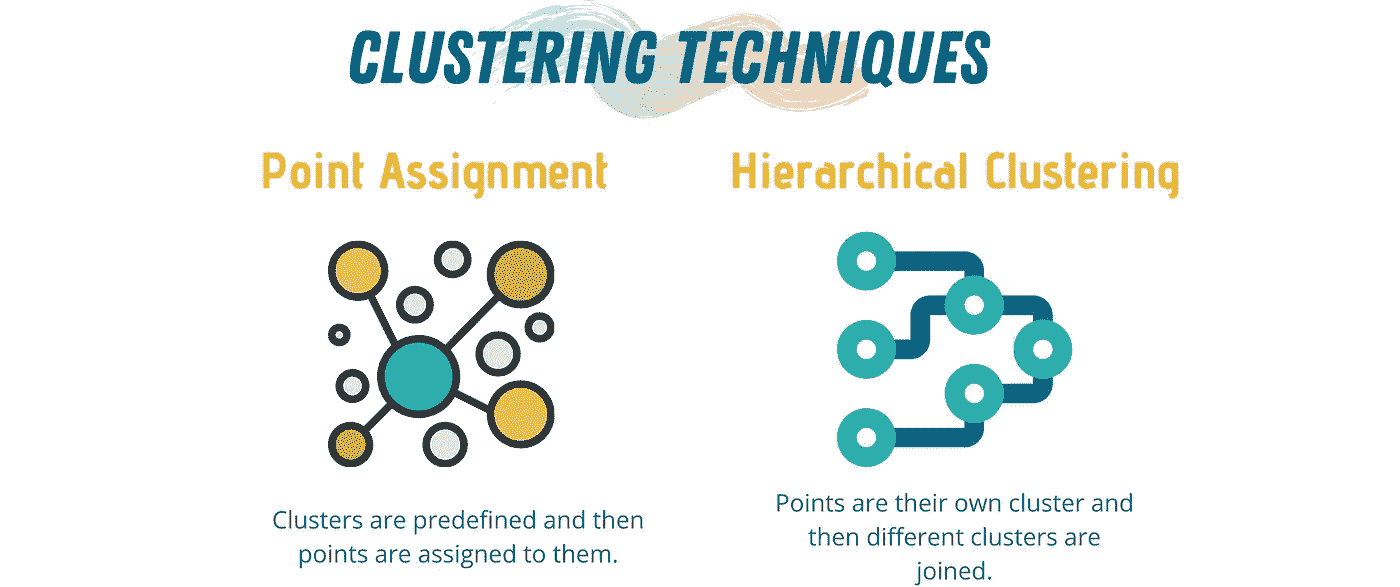 CLUSTERING TECHNIQUES
Point Assignment
Clusters are predefined and then
points are assigned to them.
Hierarchical Clustering
Points are their own cluster and
then different clusters are
joined.